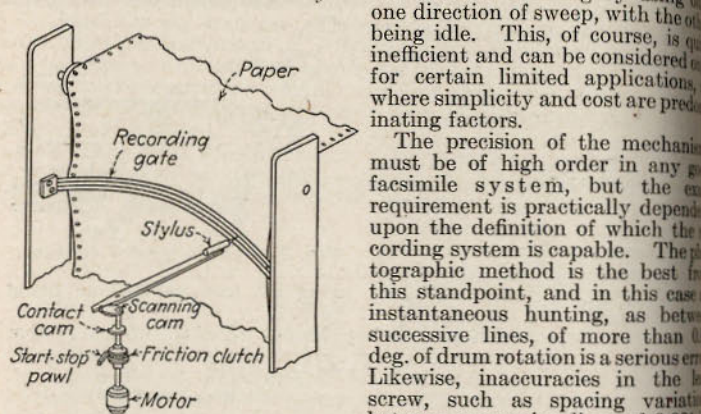 Paper
Recording
gate
Stylus
Contact
cam
Scanning
cam
Start-stop
pawl
Friction clutch
Motor
one direction of sweep, with the
being idle. This, of course, is
inefficient and can be considered
for certain limited applications,
where simplicity and cost are
inating factors.
The precision of the
must be of high order in any
facsimile system, but the
requirement is practically
upon the definition of which the
cording system is capable. The
tographic method is the best
this standpoint, and in this case
instantaneous hunting, as
successive lines, of more than
deg. of drum rotation is a serious
Likewise, inaccuracies in the
screw, such as spacing